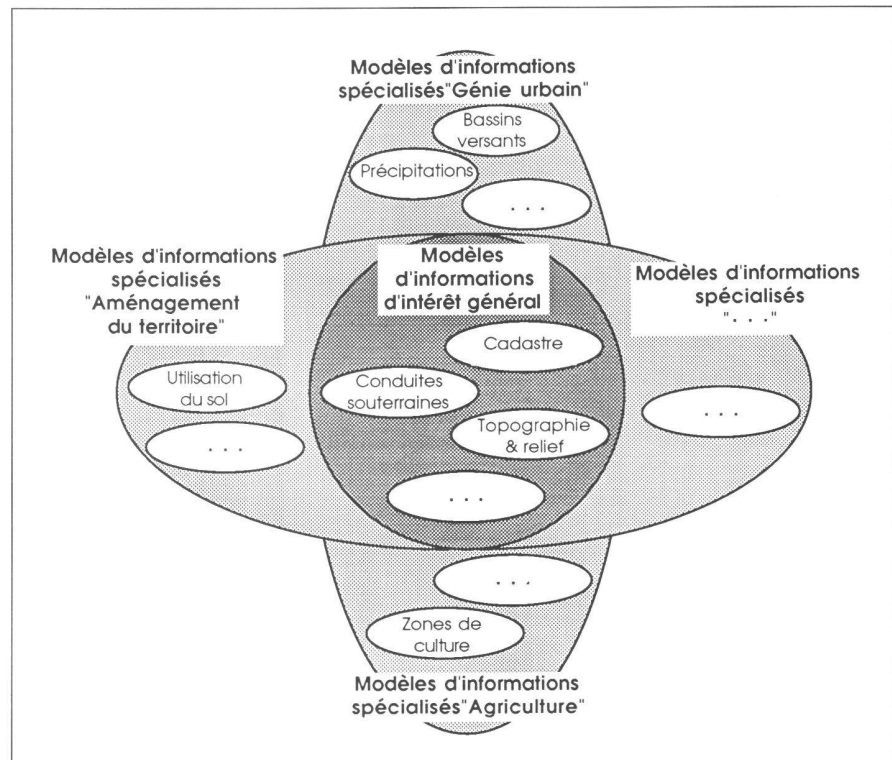 Modèles d'informations
spécialisés"Génie urbain"
Bassins
versants
Précipitations
. . .
Modèles d'informations
spécialisés
"Aménagement
du territoire"
Modèles
d'informations
d'intérêt général
Modèles d'informations
spécialisés
". . ."
Cadastre
Utilisation
du sol
Conduites
souterraines
. . .
Topographie
& relief
. . .
. . .
. . .
Zones de
culture
Modèles d'informations
spécialisés"Agriculture"